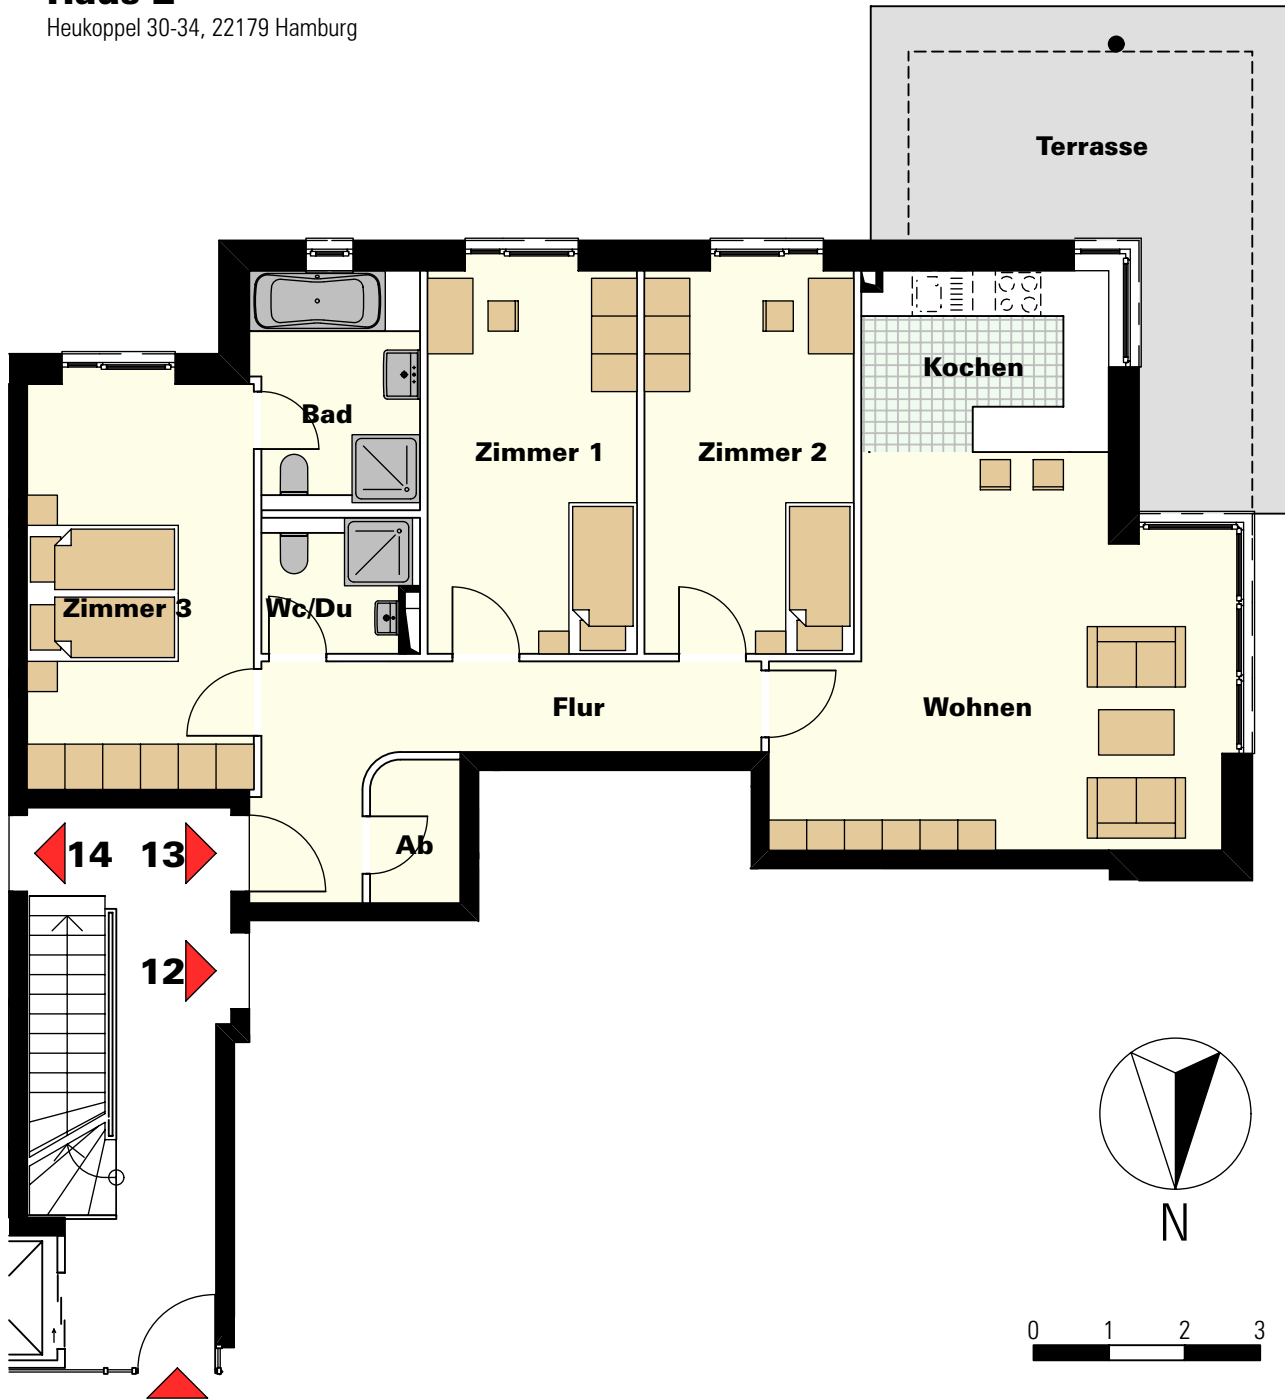 Heukoppel 30-34, 22179 Hamburg
Terrasse
Kochen
Bad
Zimmer 1
Zimmer 2
Zimmer 3
Wc/Du
Flur
Wohnen
Ab
14
13
12
N
0 1 2 3